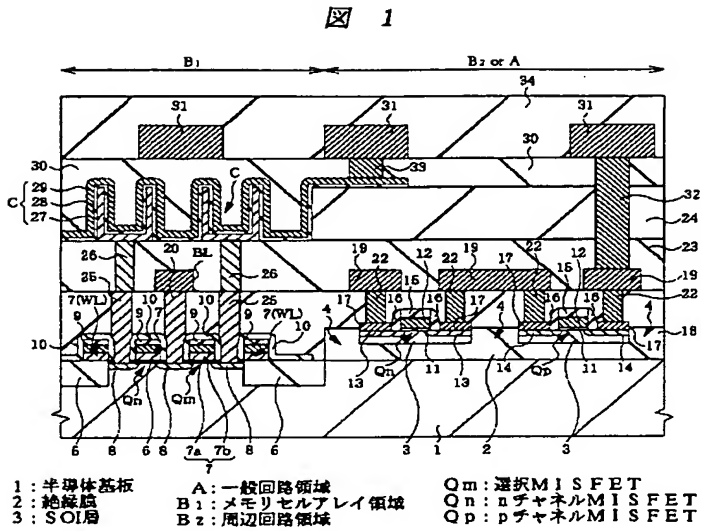 図 1
B₁ B₂ or A
34
31 31 31
30 30
29
28
27
C C
33
32
24
23
26 26
20 BL
19 12 19 22 12 19
25 25
22 15 22 17 15 22
7(WL) 10 10 7(WL)
9 9 7 9 9 10
17 16 16 17 16 16 17
4 4 4
10 18
13 11 13 14 11 14
Qn Qp
Qm Qm
6 8 6 8 7a 7b 8 6 3 1 2 3
7
1:半導体基板 A:一般回路領域 Qm:選択MISFET
2:絶縁膜 B₁:メモリセルアレイ領域 Qn:nチャネルMISFET
3:SOI層 B₂:周辺回路領域 Qp:pチャネルMISFET